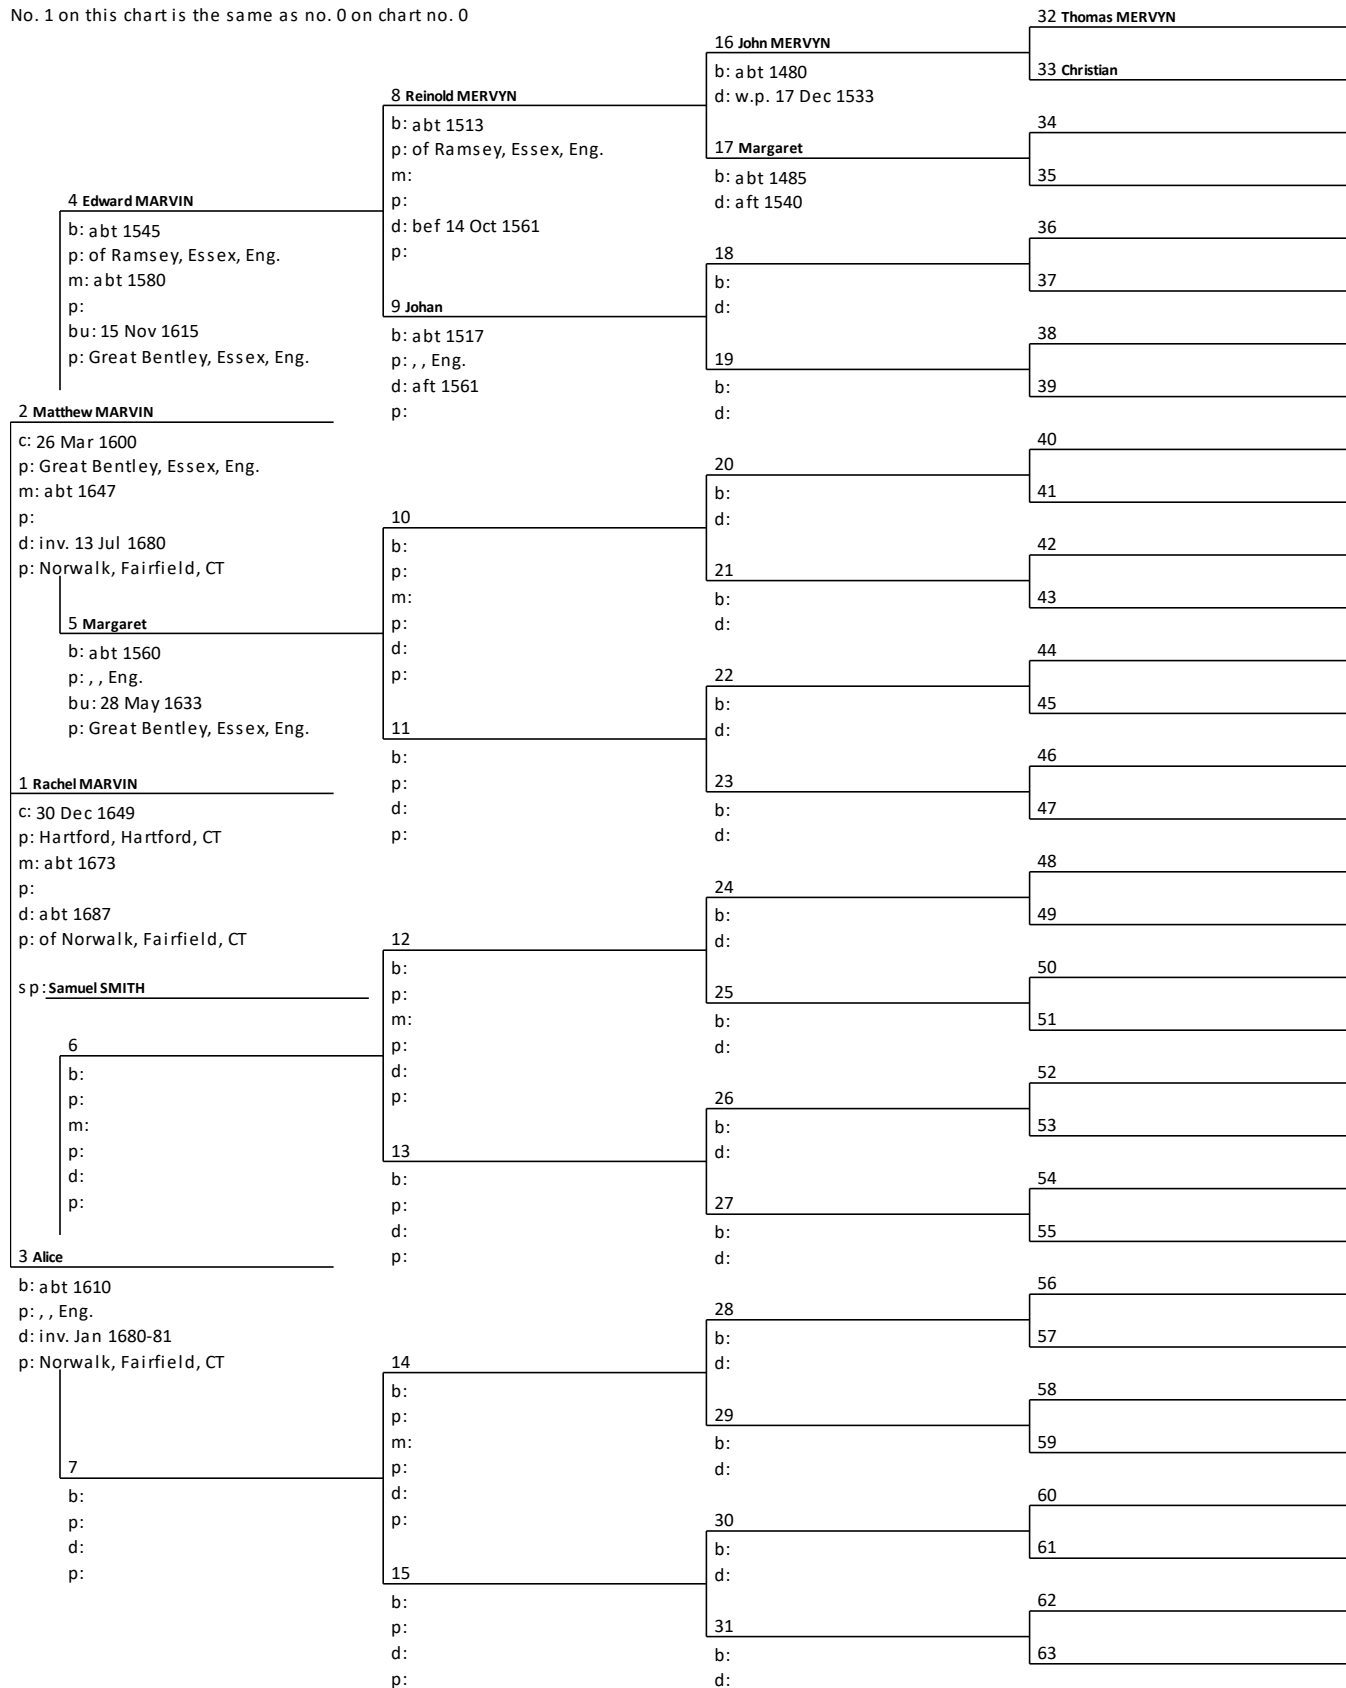 No. 1 on this chart is the same as no. 0 on chart no. 0
2 Matthew MARVIN
c: 26 Mar 1600
p: Great Bentley, Essex, Eng.
m: abt 1647
p:
d: inv. 13 Jul 1680
p: Norwalk, Fairfield, CT
1 Rachel MARVIN
c: 30 Dec 1649
p: Hartford, Hartford, CT
m: abt 1673
p:
d: abt 1687
p: of Norwalk, Fairfield, CT
sp: Samuel SMITH
3 Alice
b: abt 1610
p: , , Eng.
d: inv. Jan 1680-81
p: Norwalk, Fairfield, CT
4 Edward MARVIN
b: abt 1545
p: of Ramsey, Essex, Eng.
m: abt 1580
p:
bu: 15 Nov 1615
p: Great Bentley, Essex, Eng.
5 Margaret
b: abt 1560
p: , , Eng.
bu: 28 May 1633
p: Great Bentley, Essex, Eng.
6
b:
p:
m:
p:
d:
p:
7
b:
p:
d:
p:
8 Reinold MERVYN
b: abt 1513
p: of Ramsey, Essex, Eng.
m:
p:
d: bef 14 Oct 1561
p:
9 Johan
b: abt 1517
p: , , Eng.
d: aft 1561
p:
10
b:
p:
m:
p:
d:
p:
11
b:
p:
d:
p:
12
b:
p:
m:
p:
d:
p:
13
b:
p:
d:
p:
14
b:
p:
m:
p:
d:
p:
15
b:
p:
d:
p:
16 John MERVYN
b: abt 1480
d: w.p. 17 Dec 1533
17 Margaret
b: abt 1485
d: aft 1540
18
b:
d:
19
b:
d:
20
b:
d:
21
b:
d:
22
b:
d:
23
b:
d:
24
b:
d:
25
b:
d:
26
b:
d:
27
b:
d:
28
b:
d:
29
b:
d:
30
b:
d:
31
b:
d:
32 Thomas MERVYN
33 Christian
34
35
36
37
38
39
40
41
42
43
44
45
46
47
48
49
50
51
52
53
54
55
56
57
58
59
60
61
62
63